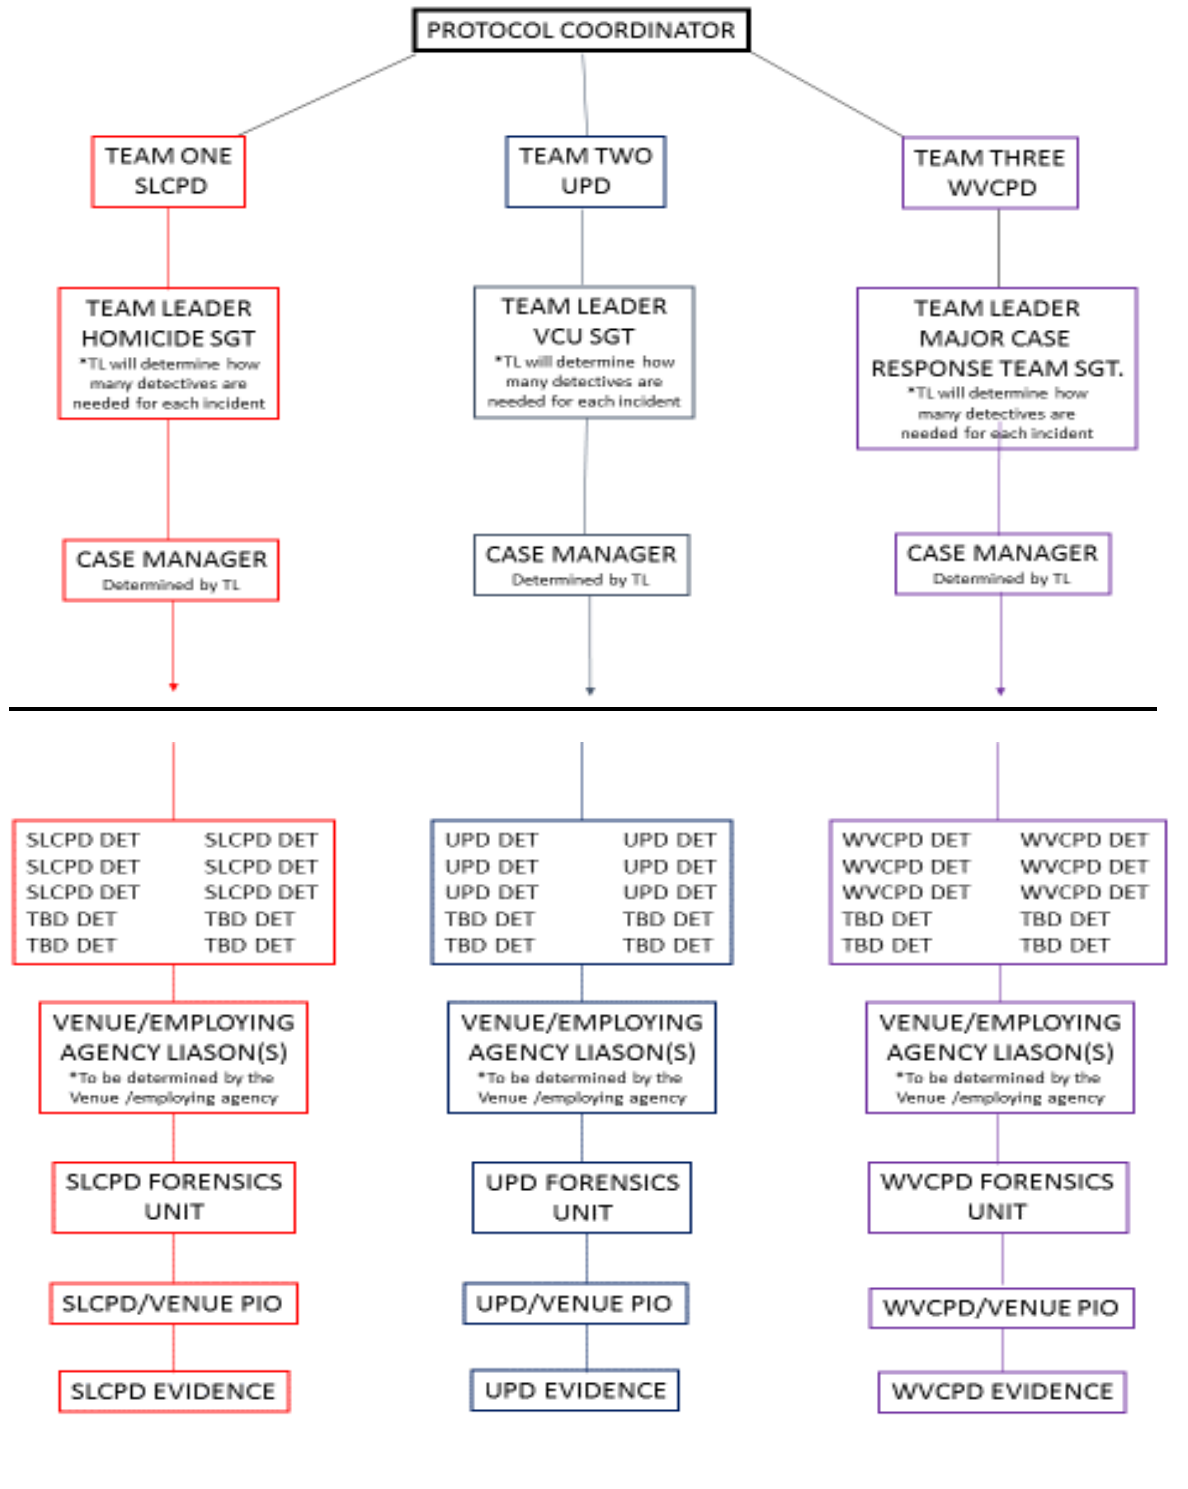 PROTOCOL COORDINATOR
TEAM ONE
SLCPD
TEAM TWO
UPD
TEAM THREE
WVCPD
TEAM LEADER
HOMICIDE SGT
*TL will determine how
many detectives are
needed for each incident
TEAM LEADER
VCU SGT
*TL will determine how
many detectives are
needed for each incident
TEAM LEADER
MAJOR CASE
RESPONSE TEAM SGT.
*TL will determine how
many detectives are
needed for each incident
CASE MANAGER
Determined by TL
CASE MANAGER
Determined by TL
CASE MANAGER
Determined by TL
SLCPD DET SLCPD DET
SLCPD DET SLCPD DET
SLCPD DET SLCPD DET
TBD DET TBD DET
TBD DET TBD DET
UPD DET UPD DET
UPD DET UPD DET
UPD DET UPD DET
TBD DET TBD DET
TBD DET TBD DET
WVCPD DET WVCPD DET
WVCPD DET WVCPD DET
WVCPD DET WVCPD DET
TBD DET TBD DET
TBD DET TBD DET
VENUE/EMPLOYING
AGENCY LIASON(S)
*To be determined by the
Venue /employing agency
VENUE/EMPLOYING
AGENCY LIASON(S)
*To be determined by the
Venue /employing agency
VENUE/EMPLOYING
AGENCY LIASON(S)
*To be determined by the
Venue /employing agency
SLCPD FORENSICS
UNIT
UPD FORENSICS
UNIT
WVCPD FORENSICS
UNIT
SLCPD/VENUE PIO
UPD/VENUE PIO
WVCPD/VENUE PIO
SLCPD EVIDENCE
UPD EVIDENCE
WVCPD EVIDENCE